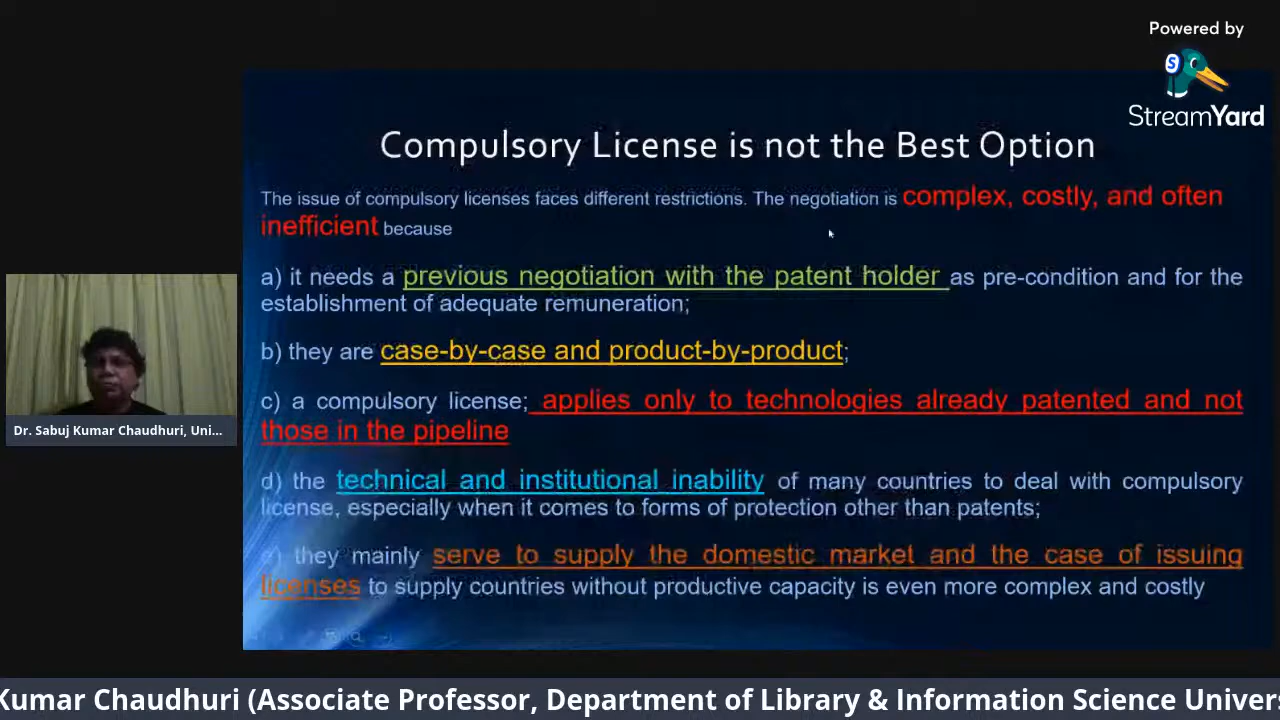 Powered by
StreamYard
Compulsory License is not the Best Option
The issue of compulsory licenses faces different restrictions. The negotiation is complex, costly, and often
inefficient because
a) it needs a previous negotiation with the patent holder as pre-condition and for the
establishment of adequate remuneration;
b) they are case-by-case and product-by-product;
c) a compulsory license; applies only to technologies already patented and not
those in the pipeline
d) the technical and institutional inability of many countries to deal with compulsory
license, especially when it comes to forms of protection other than patents;
they mainly serve to supply the domestic market and the case of issuing
licenses to supply countries without productive capacity is even more complex and costly
Dr. Sabuj Kumar Chaudhuri, Uni...
Kumar Chaudhuri (Associate Professor, Department of Library & Information Science Univer